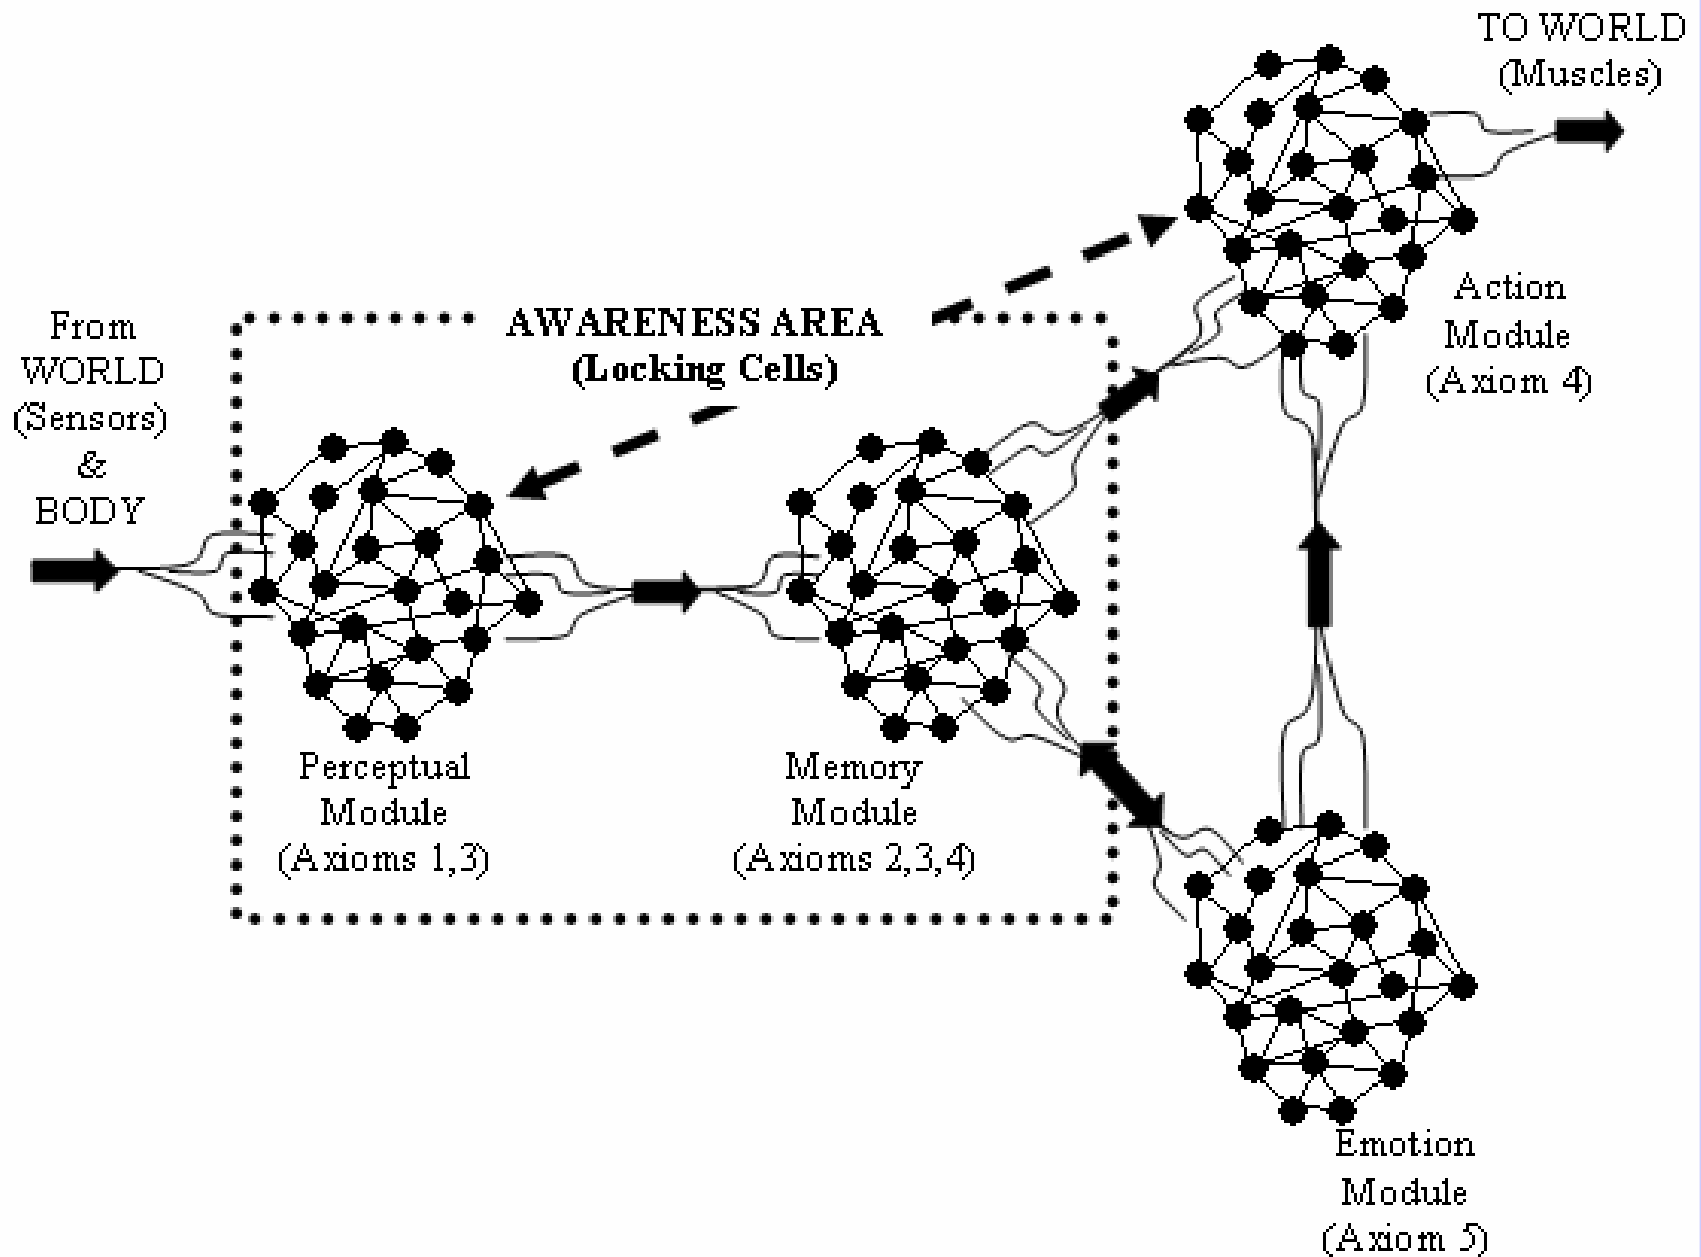 TO WORLD
(Muscles)
Action
Module
(Axiom 4)
AWARENESS AREA
(Locking Cells)
From
WORLD
(Sensors)
&
BODY
Perceptual
Module
(Axioms 1,3)
Memory
Module
(Axioms 2,3,4)
Emotion
Module
(Axiom 5)